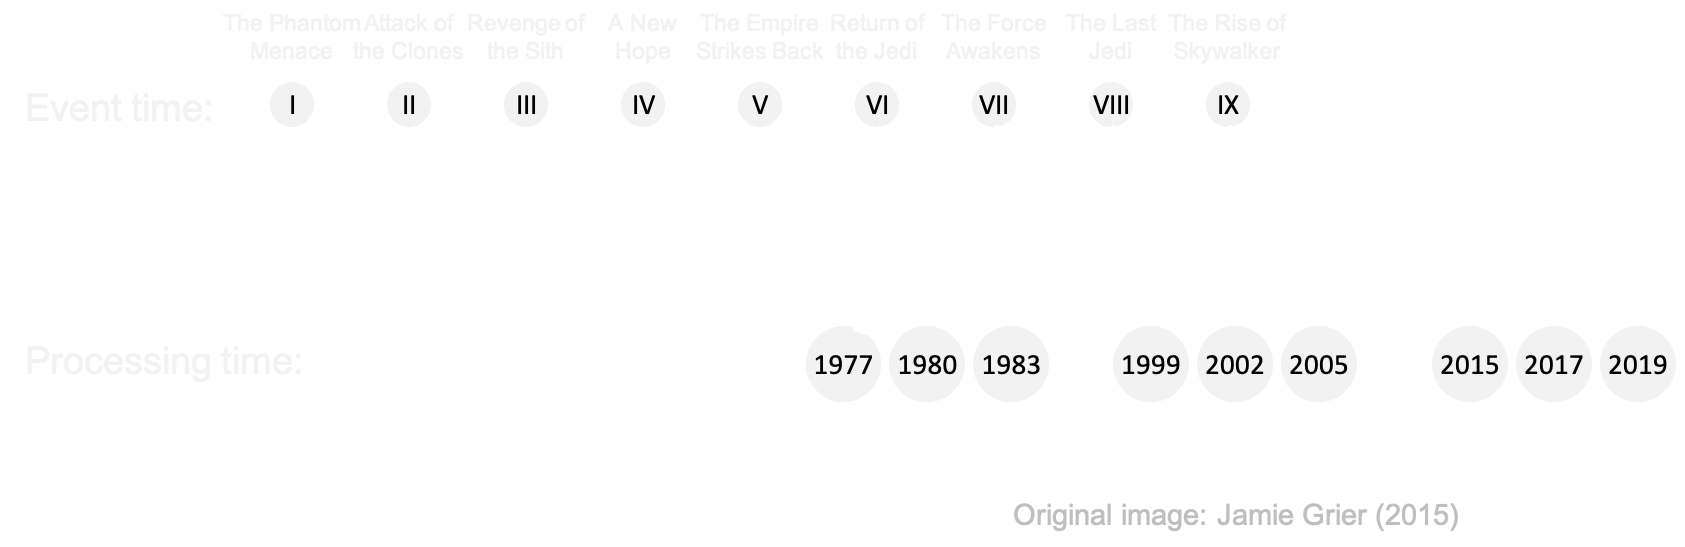 The Phantom Attack of Revenge of A New The Empire Return of The Force The Last The Rise of
Menace the Clones the Sith Hope Strikes Back the Jedi Awakens Jedi Skywalker
Event time: I II III IV V VI VII VIII IX
Processing time: 1977 1980 1983 1999 2002 2005 2015 2017 2019
Original image: Jamie Grier (2015)